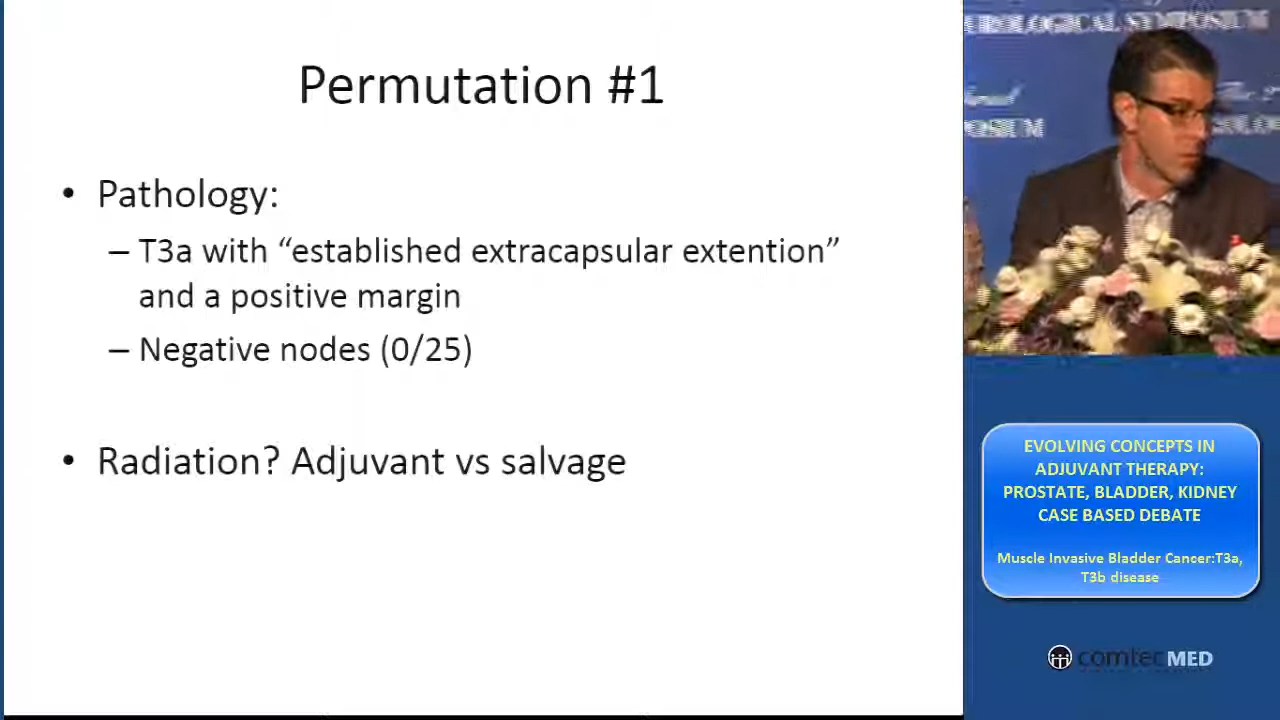 Permutation #1
• Pathology:
– T3a with “established extracapsular extention”
and a positive margin
– Negative nodes (0/25)
• Radiation? Adjuvant vs salvage
UROLOGICAL SYMPOSIUM
The
EVOLVING CONCEPTS IN
ADJUVANT THERAPY:
PROSTATE, BLADDER, KIDNEY
CASE BASED DEBATE
Muscle Invasive Bladder Cancer:T3a,
T3b disease
comtecMED